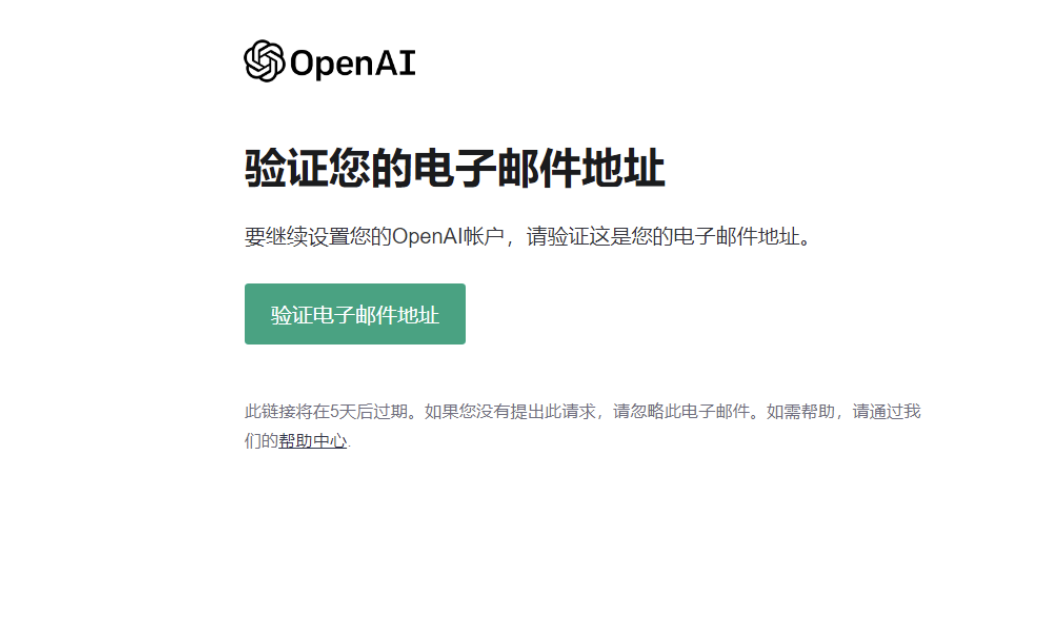 OpenAI
验证您的电子邮件地址
要继续设置您的OpenAI帐户，请验证这是您的电子邮件地址。
验证电子邮件地址
此链接将在5天后过期。如果您没有提出此请求，请忽略此电子邮件。如需帮助，请通过我
们的帮助中心.